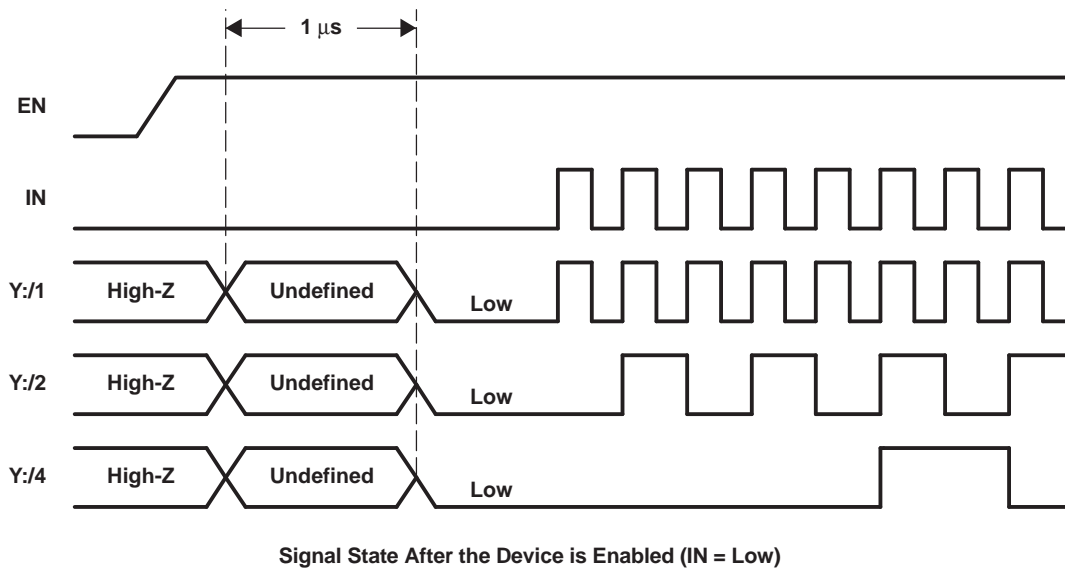 1 μs
EN
IN
Y:/1 High-Z Undefined Low
Y:/2 High-Z Undefined Low
Y:/4 High-Z Undefined Low
Signal State After the Device is Enabled (IN = Low)